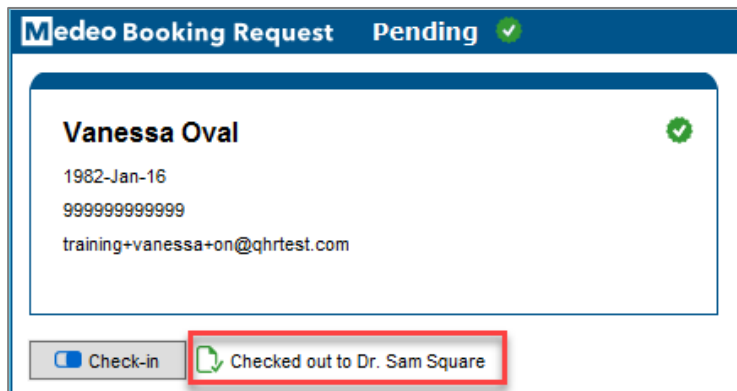 Medeo Booking Request Pending
Vanessa Oval
1982-Jan-16
999999999999
training+vanessa+on@qhrtest.com
Check-in Checked out to Dr. Sam Square